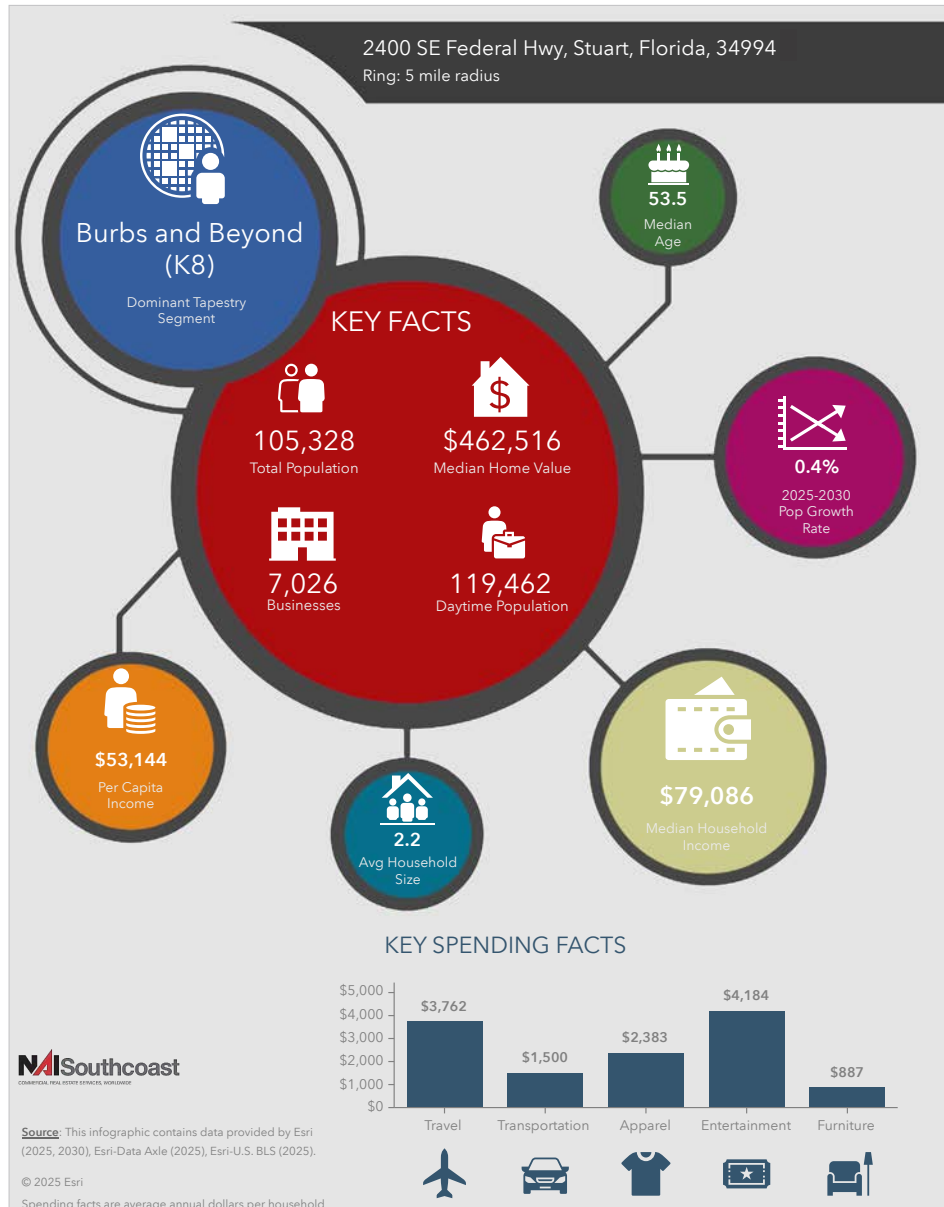 2400 SE Federal Hwy, Stuart, Florida, 34994
Ring: 5 mile radius
Burbs and Beyond
(K8)
Dominant Tapestry
Segment
53.5
Median
Age
KEY FACTS
105,328
Total Population
$462,516
Median Home Value
7,026
Businesses
119,462
Daytime Population
0.4%
2025-2030
Pop Growth
Rate
$53,144
Per Capita
Income
2.2
Avg Household
Size
$79,086
Median Household
Income
KEY SPENDING FACTS
$5,000
$4,000
$3,000
$2,000
$1,000
$0
$3,762
$1,500
$2,383
$4,184
$887
Travel
Transportation
Apparel
Entertainment
Furniture
NAISouthcoast
COMMERCIAL REAL ESTATE SERVICES, WORLDWIDE
Source: This infographic contains data provided by Esri
(2025, 2030), Esri-Data Axle (2025), Esri-U.S. BLS (2025).
© 2025 Esri
Spending facts are average annual dollars per household